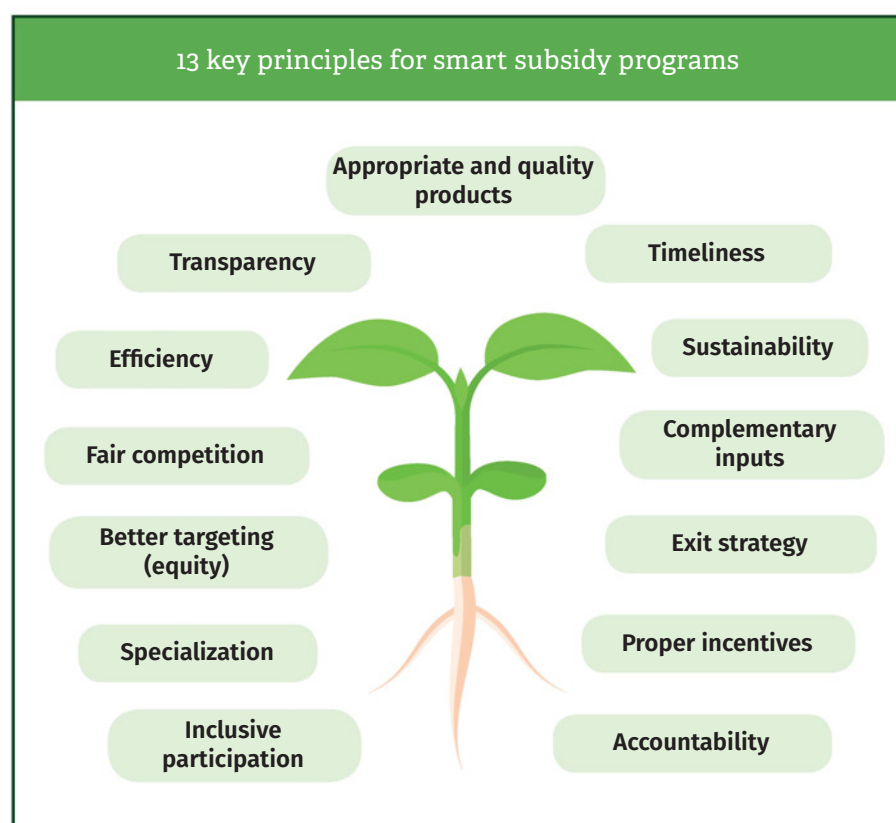 13 key principles for smart subsidy programs
Appropriate and quality
products
Transparency
Timeliness
Efficiency
Sustainability
Fair competition
Complementary
inputs
Better targeting
(equity)
Exit strategy
Specialization
Proper incentives
Inclusive
participation
Accountability